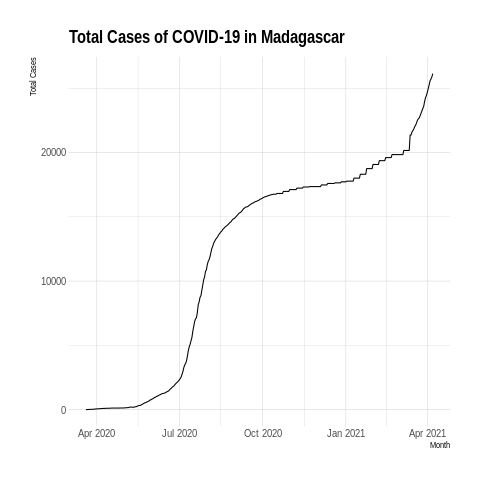 Total Cases of COVID-19 in Madagascar
Total Cases
20000
10000
0
Apr 2020 Jul 2020 Oct 2020 Jan 2021 Apr 2021
Month